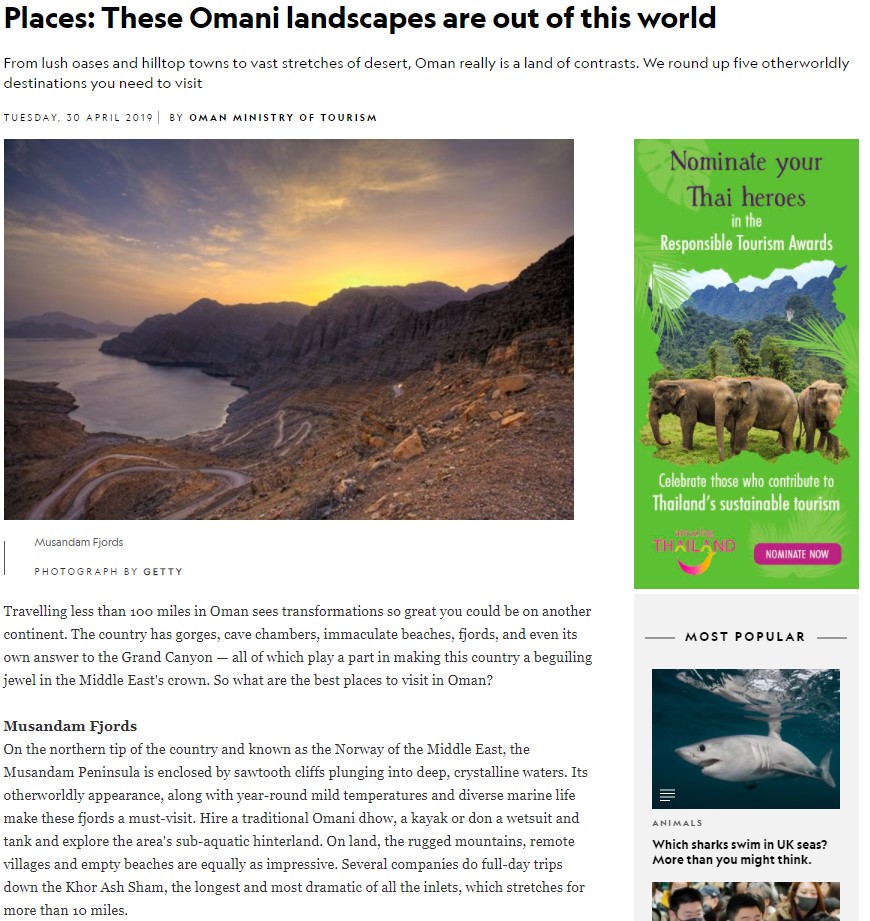 Places: These Omani landscapes are out of this world
From lush oases and hilltop towns to vast stretches of desert, Oman really is a land of contrasts. We round up five otherworldly
destinations you need to visit
TUESDAY, 30 APRIL 2019 | BY OMAN MINISTRY OF TOURISM
Musandam Fjords
PHOTOGRAPH BY GETTY
Travelling less than 100 miles in Oman sees transformations so great you could be on another
continent. The country has gorges, cave chambers, immaculate beaches, fjords, and even its
own answer to the Grand Canyon — all of which play a part in making this country a beguiling
jewel in the Middle East's crown. So what are the best places to visit in Oman?
Musandam Fjords
On the northern tip of the country and known as the Norway of the Middle East, the
Musandam Peninsula is enclosed by sawtooth cliffs plunging into deep, crystalline waters. Its
otherworldly appearance, along with year-round mild temperatures and diverse marine life
make these fjords a must-visit. Hire a traditional Omani dhow, a kayak or don a wetsuit and
tank and explore the area's sub-aquatic hinterland. On land, the rugged mountains, remote
villages and empty beaches are equally as impressive. Several companies do full-day trips
down the Khor Ash Sham, the longest and most dramatic of all the inlets, which stretches for
more than 10 miles.
Nominate your
Thai heroes
in the
Responsible Tourism Awards
Celebrate those who contribute to
Thailand's sustainable tourism
amazing
THAILAND
NOMINATE NOW
MOST POPULAR
ANIMALS
Which sharks swim in UK seas?
More than you might think.